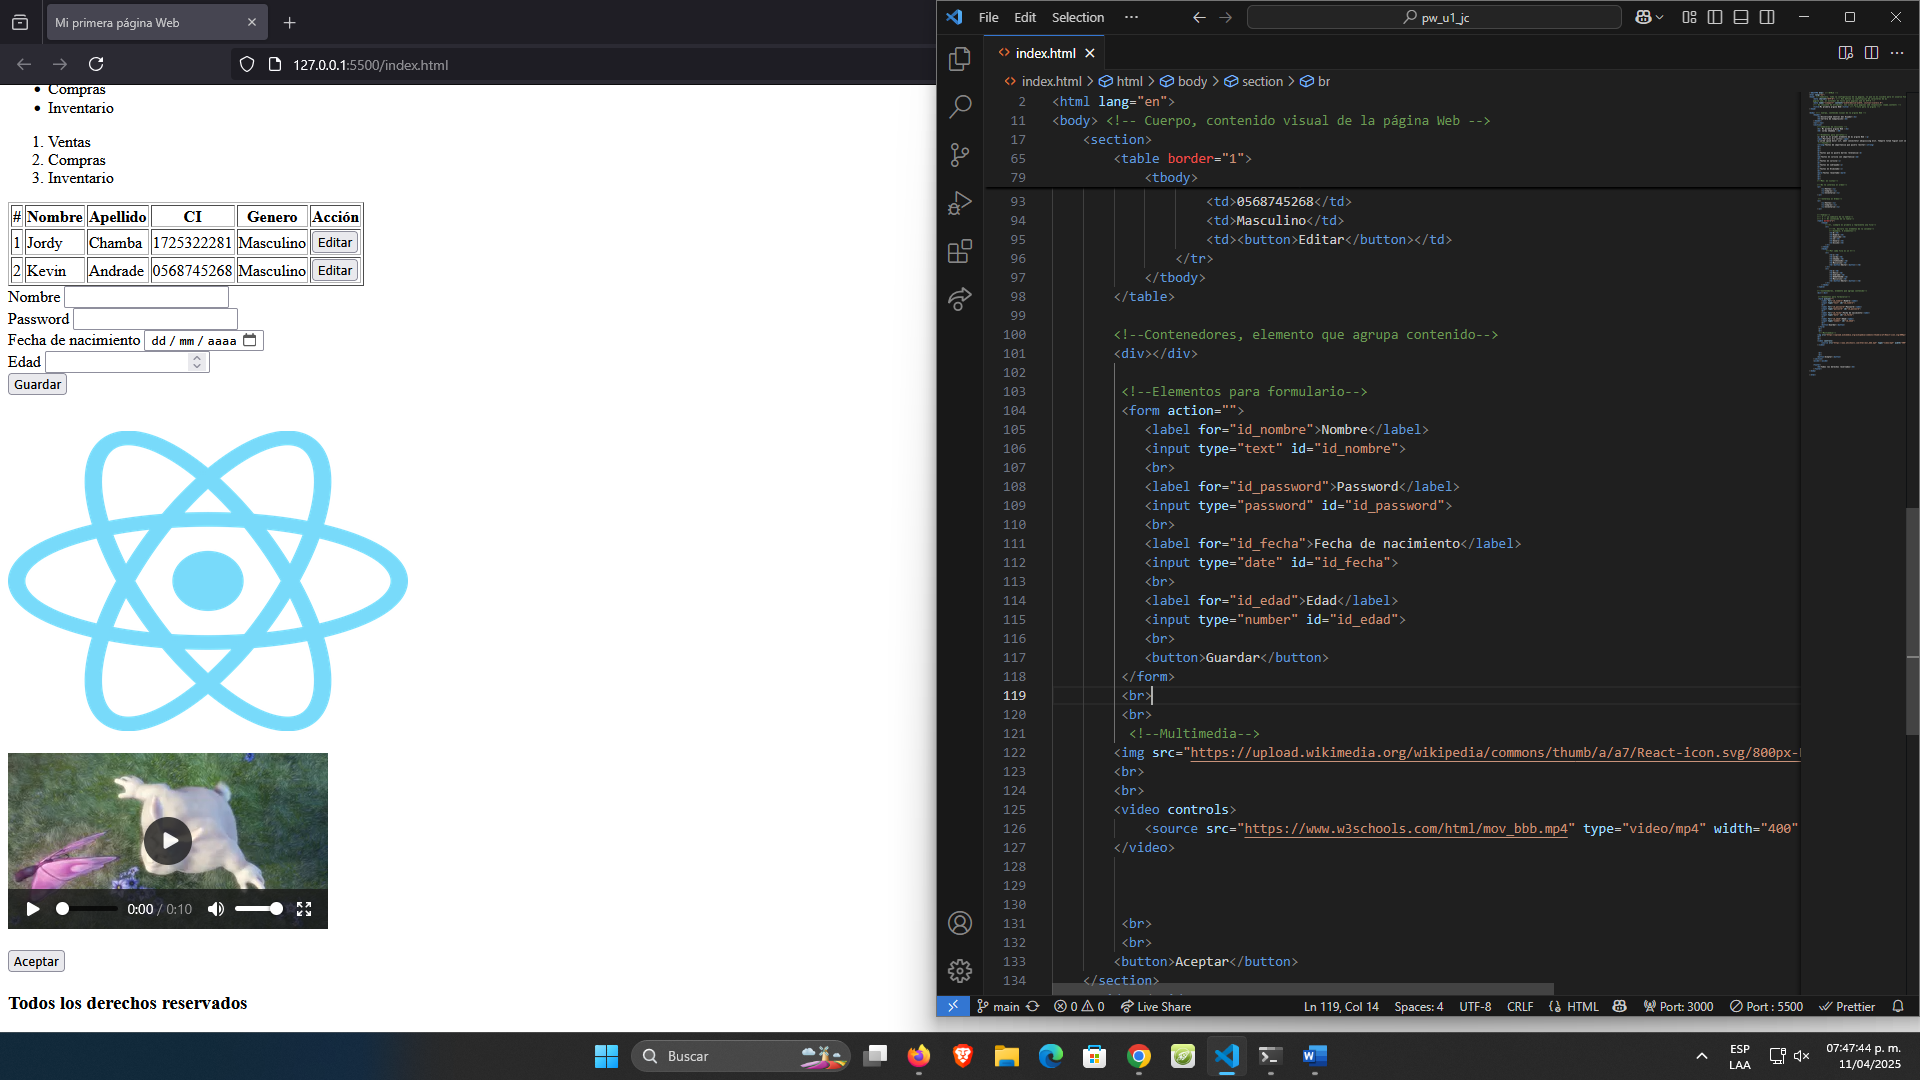 Mi primera página Web
127.0.0.1:5500/index.html
Compras
Inventario
1. Ventas
2. Compras
3. Inventario
# Nombre Apellido CI Genero Acción
1 Jordy Chamba 1725322281 Masculino Editar
2 Kevin Andrade 0568745268 Masculino Editar
Nombre
Password
Fecha de nacimiento dd / mm / aaaa
Edad
Guardar
0:00 / 0:10
Aceptar
Todos los derechos reservados
File Edit Selection ··· pw_u1_jc
index.html
index.html > html > body > section > br
2 <html lang="en">
11 <body> <!-- Cuerpo, contenido visual de la página Web -->
17 <section>
65 <table border="1">
79 <tbody>
93 <td>0568745268</td>
94 <td>Masculino</td>
95 <td><button>Editar</button></td>
96 </tr>
97 </tbody>
98 </table>
99
100 <!--Contenedores, elemento que agrupa contenido-->
101 <div></div>
102
103 <!--Elementos para formulario-->
104 <form action="">
105 <label for="id_nombre">Nombre</label>
106 <input type="text" id="id_nombre">
107 <br>
108 <label for="id_password">Password</label>
109 <input type="password" id="id_password">
110 <br>
111 <label for="id_fecha">Fecha de nacimiento</label>
112 <input type="date" id="id_fecha">
113 <br>
114 <label for="id_edad">Edad</label>
115 <input type="number" id="id_edad">
116 <br>
117 <button>Guardar</button>
118 </form>
119 <br>
120 <br>
121 <!--Multimedia-->
122 <img src="https://upload.wikimedia.org/wikipedia/commons/thumb/a/a7/React-icon.svg/800px-
123 <br>
124 <br>
125 <video controls>
126 <source src="https://www.w3schools.com/html/mov_bbb.mp4" type="video/mp4" width="400"
127 </video>
128
129
130
131 <br>
132 <br>
133 <button>Aceptar</button>
134 </section>
main 0 0 Live Share Ln 119, Col 14 Spaces: 4 UTF-8 CRLF HTML Port: 3000 Port : 5500 Prettier
Buscar
ESP
LAA
07:47:44 p. m.
11/04/2025